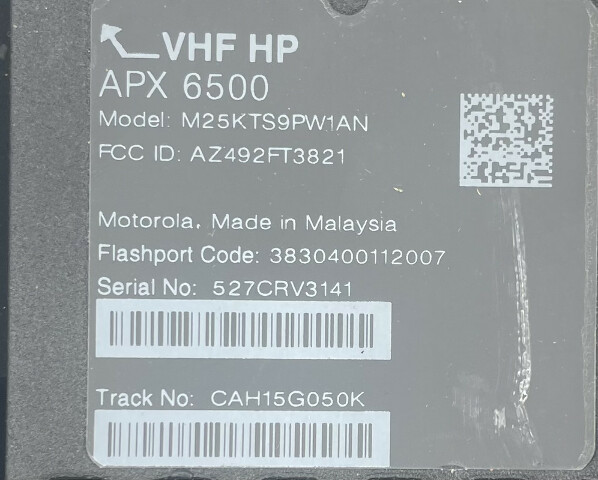 VHF HP
APX 6500
Model: M25KTS9PW1AN
FCC ID: AZ492FT3821
Motorola, Made in Malaysia
Flashport Code: 3830400112007
Serial No: 527CRV3141
Track No: CAH15G050K